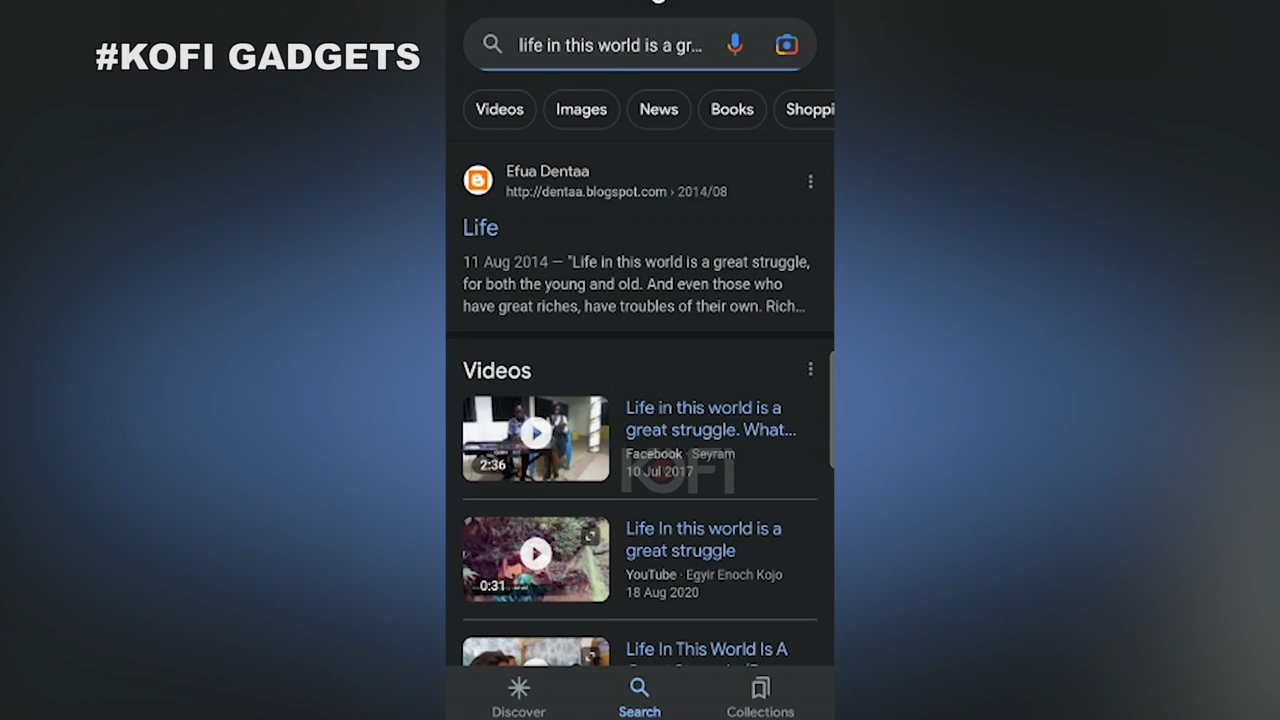 #KOFI GADGETS
life in this world is a gr...
Videos
Images
News
Books
Shoppi
Efua Dentaa
http://dentaa.blogspot.com › 2014/08
Life
11 Aug 2014 — "Life in this world is a great struggle,
for both the young and old. And even those who
have great riches, have troubles of their own. Rich...
Videos
Life in this world is a
great struggle. What...
Facebook · Seyram
10 Jul 2017
2:36
KOFI
Life In this world is a
great struggle
YouTube · Egyir Enoch Kojo
18 Aug 2020
0:31
Life In This World Is A
Discover
Search
Collections